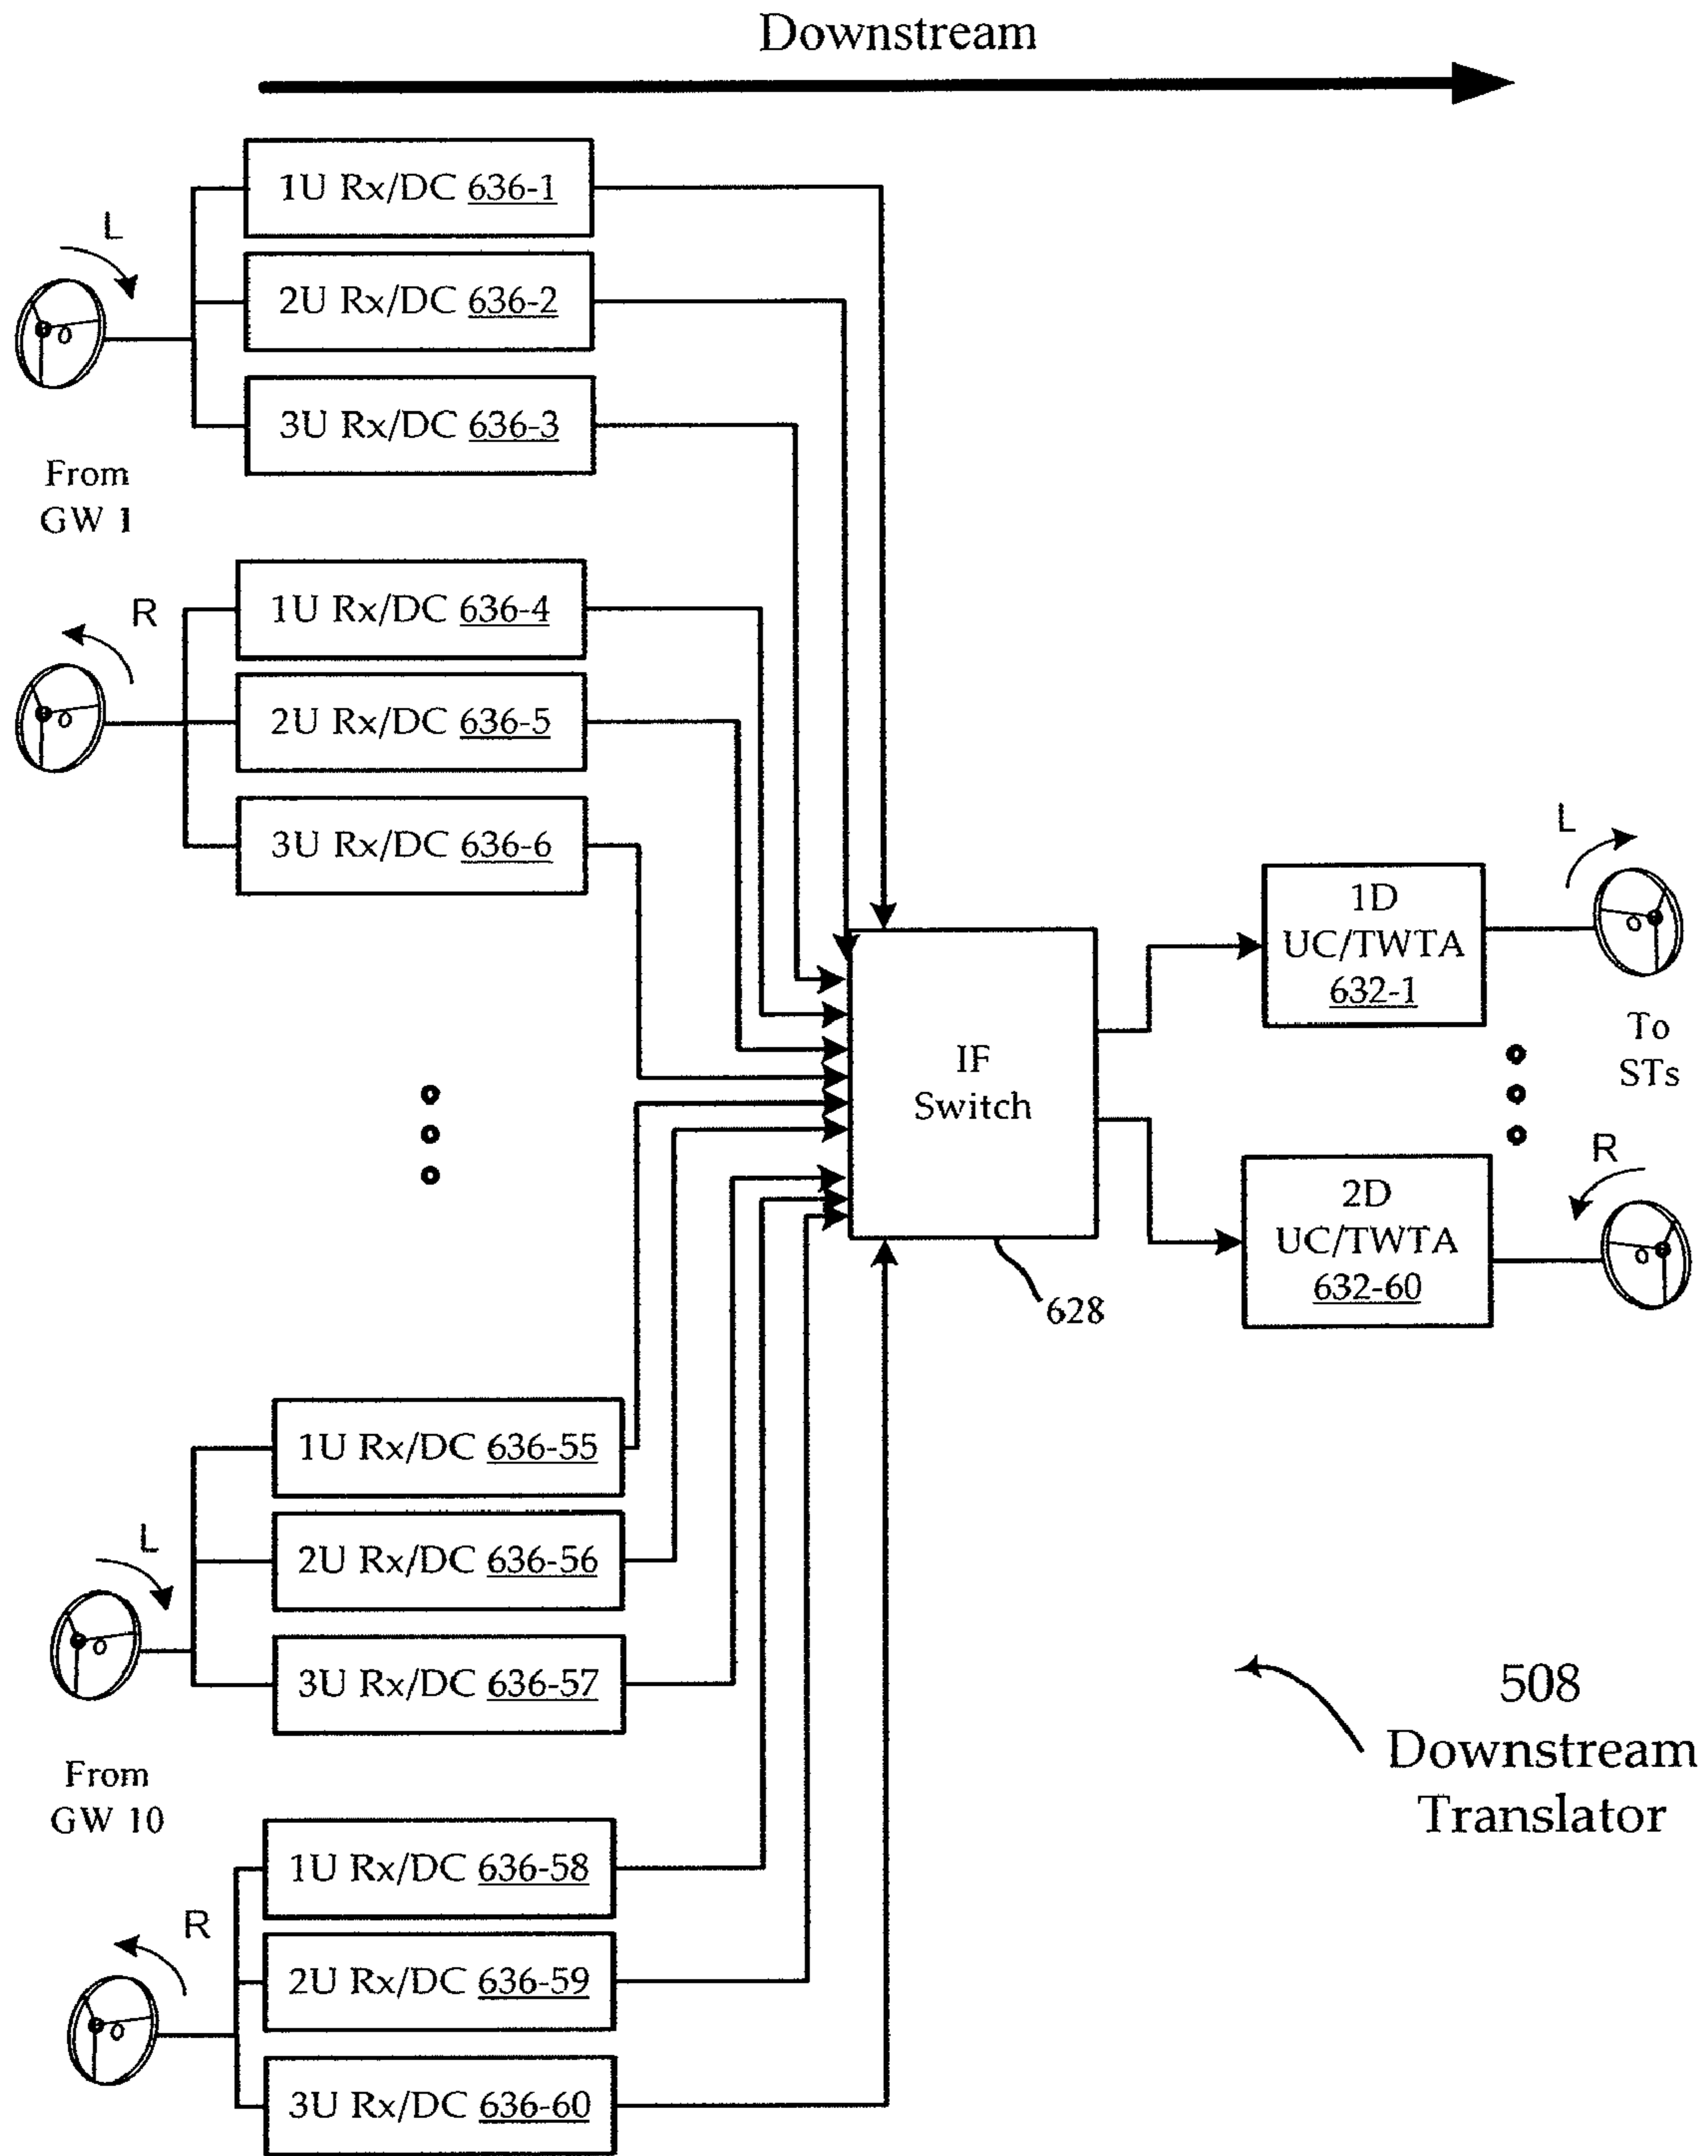 Downstream
L
1U Rx/DC 636-1
2U Rx/DC 636-2
3U Rx/DC 636-3
From
GW 1
R
1U Rx/DC 636-4
2U Rx/DC 636-5
3U Rx/DC 636-6
IF
Switch
628
L
1D
UC/TWTA
632-1
To
STs
R
2D
UC/TWTA
632-60
L
1U Rx/DC 636-55
2U Rx/DC 636-56
3U Rx/DC 636-57
From
GW 10
R
1U Rx/DC 636-58
2U Rx/DC 636-59
3U Rx/DC 636-60
508
Downstream
Translator